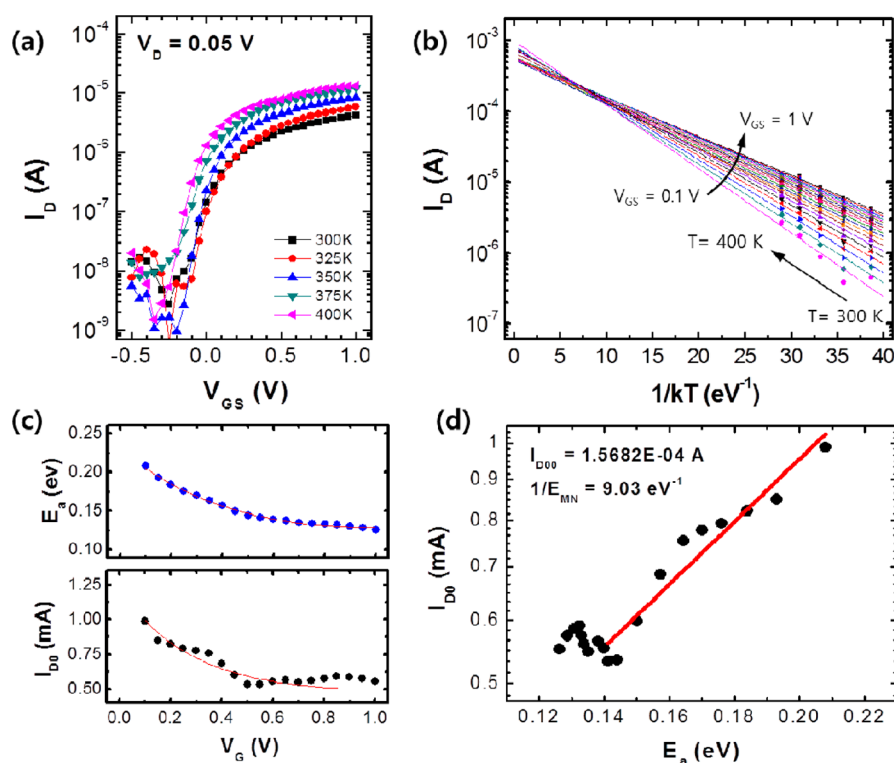 (a)
V_D = 0.05 V
10^-4
10^-5
10^-6
10^-7
10^-8
10^-9
I_D (A)
300K
325K
350K
375K
400K
-0.5
0.0
0.5
1.0
V_GS (V)
(b)
10^-3
10^-4
10^-5
10^-6
10^-7
I_D (A)
V_GS = 1 V
V_GS = 0.1 V
T= 400 K
T= 300 K
0
5
10
15
20
25
30
35
40
1/kT (eV^-1)
(c)
0.25
0.20
0.15
0.10
E_a (ev)
1.25
1.00
0.75
0.50
I_D0 (mA)
0.0
0.2
0.4
0.6
0.8
1.0
V_G (V)
(d)
I_D00 = 1.5682E-04 A
1/E_MN = 9.03 eV^-1
1
0.9
0.8
0.7
0.6
0.5
I_D0 (mA)
0.12
0.14
0.16
0.18
0.20
0.22
E_a (eV)